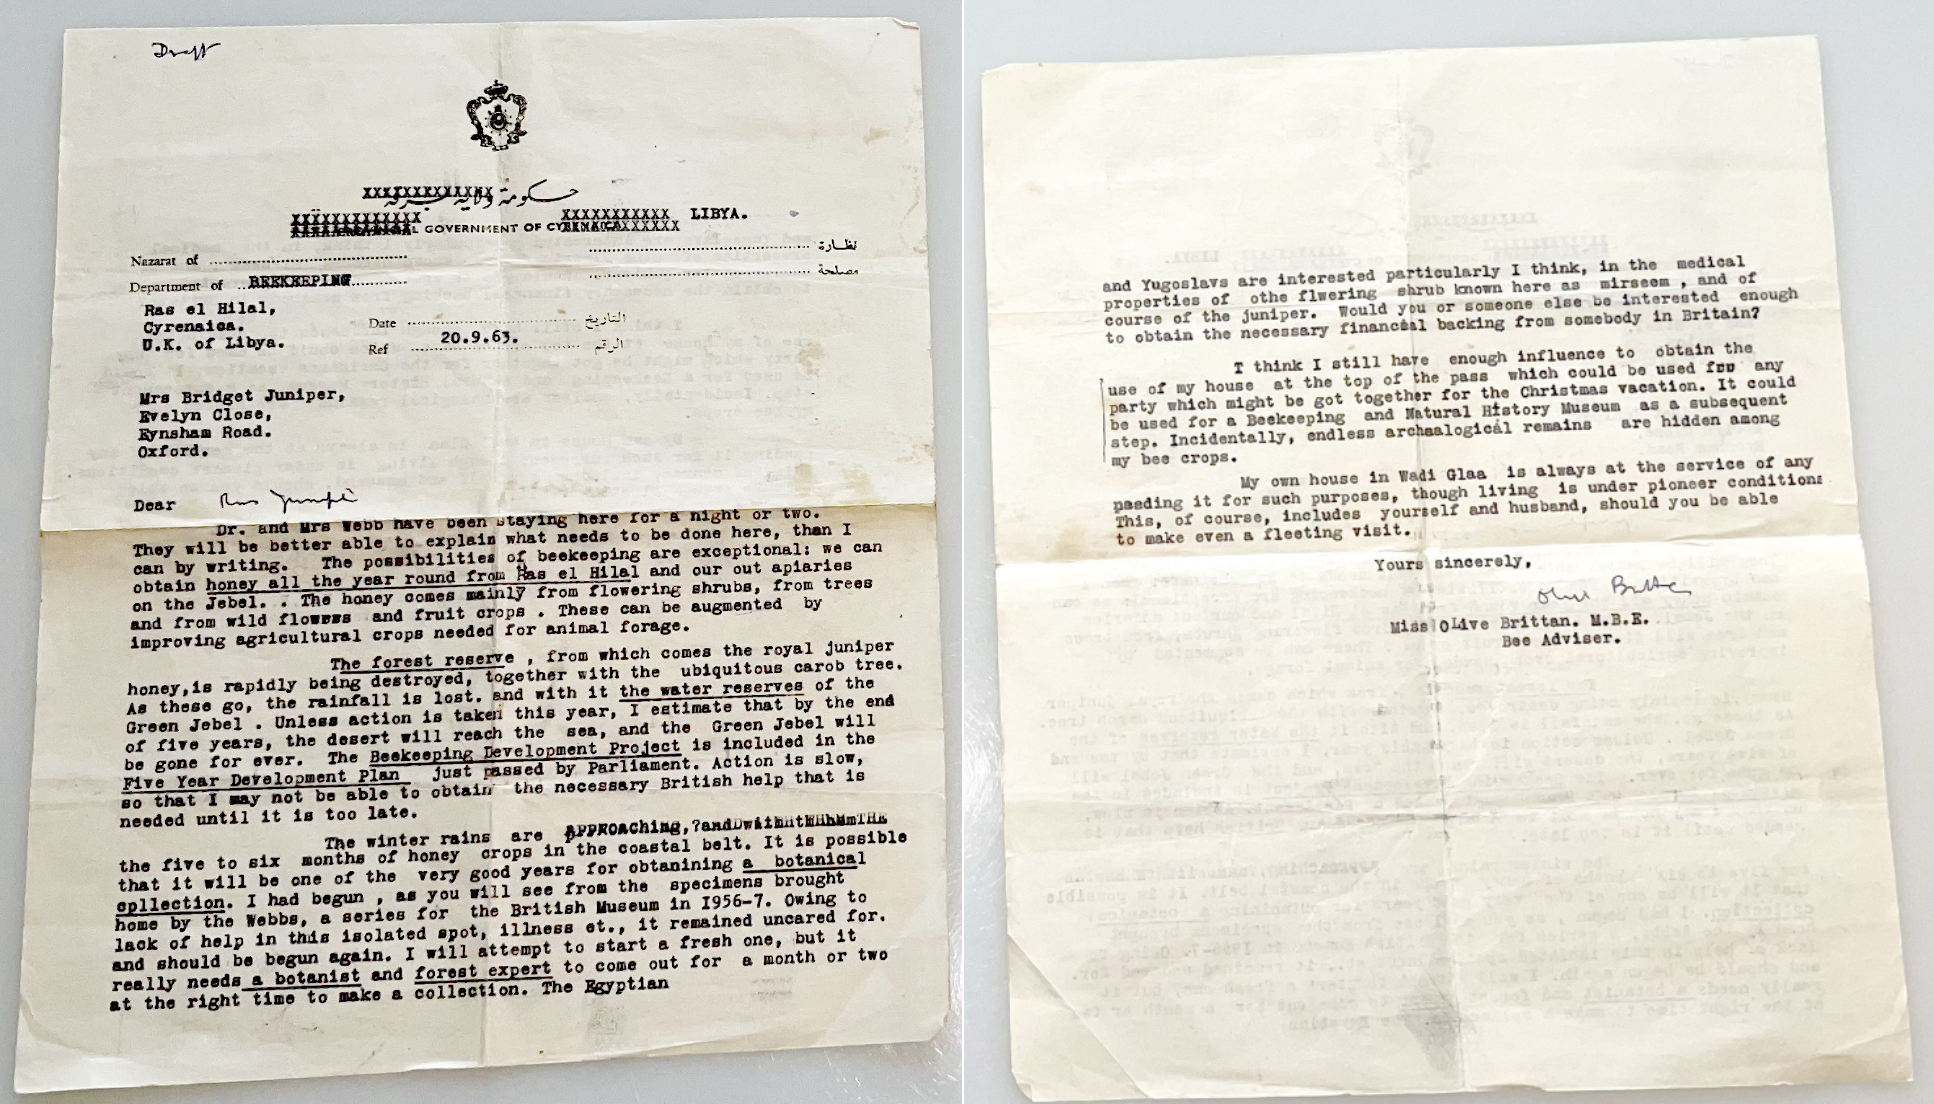 Draft
XXXXXXXXXXXXXX
حكومة ولاية برقة
XXXXXXXXXXXXX XXXXXXXXXXX LIBYA.
L GOVERNMENT OF CYRENAICA XXXXXX
Nazarat of نظارة
Department of BEEKEEPING مصلحة
Ras el Hilal,
Cyrenaica.
U.K. of Libya.
Date التاريخ
Ref 20.9.63. الرقم
Mrs Bridget Juniper,
Evelyn Close,
Eynsham Road.
Oxford.
Dear Mrs Juniper
Dr. and Mrs Webb have been staying here for a night or two.
They will be better able to explain what needs to be done here, than I
can by writing. The possibilities of beekeeping are exceptional: we can
obtain honey all the year round from Ras el Hilal and our out apiaries
on the Jebel. . The honey comes mainly from flowering shrubs, from trees
and from wild flowers and fruit crops . These can be augmented by
improving agricultural crops needed for animal forage.
The forest reserve , from which comes the royal juniper
honey,is rapidly being destroyed, together with the ubiquitous carob tree.
As these go, the rainfall is lost. and with it the water reserves of the
Green Jebel . Unless action is taken this year, I estimate that by the end
of five years, the desert will reach the sea, and the Green Jebel will
be gone for ever. The Beekeeping Development Project is included in the
Five Year Development Plan just passed by Parliament. Action is slow,
so that I may not be able to obtain the necessary British help that is
needed until it is too late.
The winter rains are APPROaching, ?and with them
the five to six months of honey crops in the coastal belt. It is possible
that it will be one of the very good years for obtanining a botanical
cpllection. I had begun , as you will see from the specimens brought
home by the Webbs, a series for the British Museum in I956-7. Owing to
lack of help in this isolated spot, illness et., it remained uncared for.
and should be begun again. I will attempt to start a fresh one, but it
really needs a botanist and forest expert to come out for a month or two
at the right time to make a collection. The Egyptian
and Yugoslavs are interested particularly I think, in the medical
properties of othe flwering shrub known here as mirseem , and of
course of the juniper. Would you or someone else be interested enough
to obtain the necessary financial backing from somebody in Britain?
T think I still have enough influence to obtain the
use of my house at the top of the pass which could be used for any
party which might be got together for the Christmas vacation. It could
be used for a Beekeeping and Natural History Museum as a subsequent
step. Incidentally, endless archaalogical remains are hidden among
my bee crops.
My own house in Wadi Glaa is always at the service of any
needing it for such purposes, though living is under pioneer conditions
This, of course, includes yourself and husband, should you be able
to make even a fleeting visit.
Yours sincerely,
Olive Brittan
Miss OLive Brittan. M.B.E.
Bee Adviser.